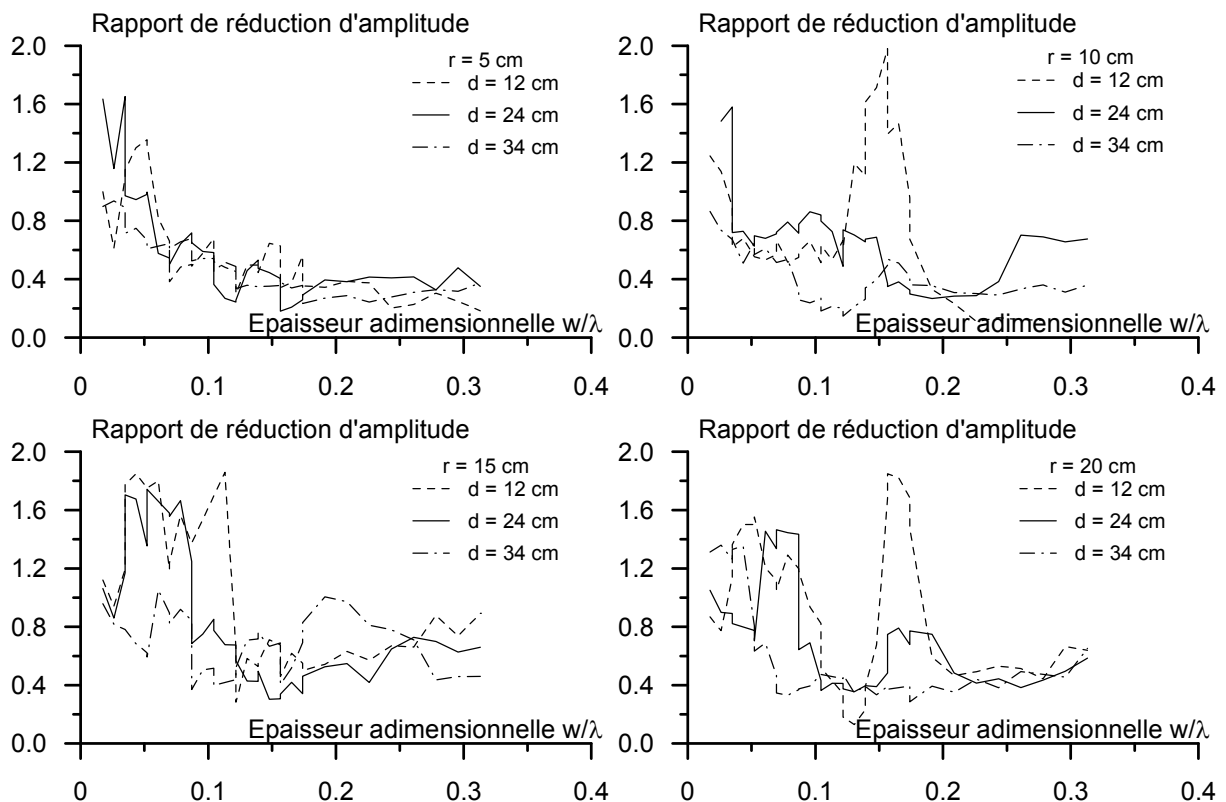 Rapport de réduction d'amplitude
2.0
r = 5 cm
d = 12 cm
1.6
d = 24 cm
1.2
d = 34 cm
0.8
0.4
Epaisseur adimensionnelle w/λ
0.0
0 0.1 0.2 0.3 0.4
Rapport de réduction d'amplitude
2.0
r = 10 cm
d = 12 cm
1.6
d = 24 cm
1.2
d = 34 cm
0.8
0.4
Epaisseur adimensionnelle w/λ
0.0
0 0.1 0.2 0.3 0.4
Rapport de réduction d'amplitude
2.0
r = 15 cm
d = 12 cm
1.6
d = 24 cm
1.2
d = 34 cm
0.8
0.4
Epaisseur adimensionnelle w/λ
0.0
0 0.1 0.2 0.3 0.4
Rapport de réduction d'amplitude
2.0
r = 20 cm
d = 12 cm
1.6
d = 24 cm
1.2
d = 34 cm
0.8
0.4
Epaisseur adimensionnelle w/λ
0.0
0 0.1 0.2 0.3 0.4